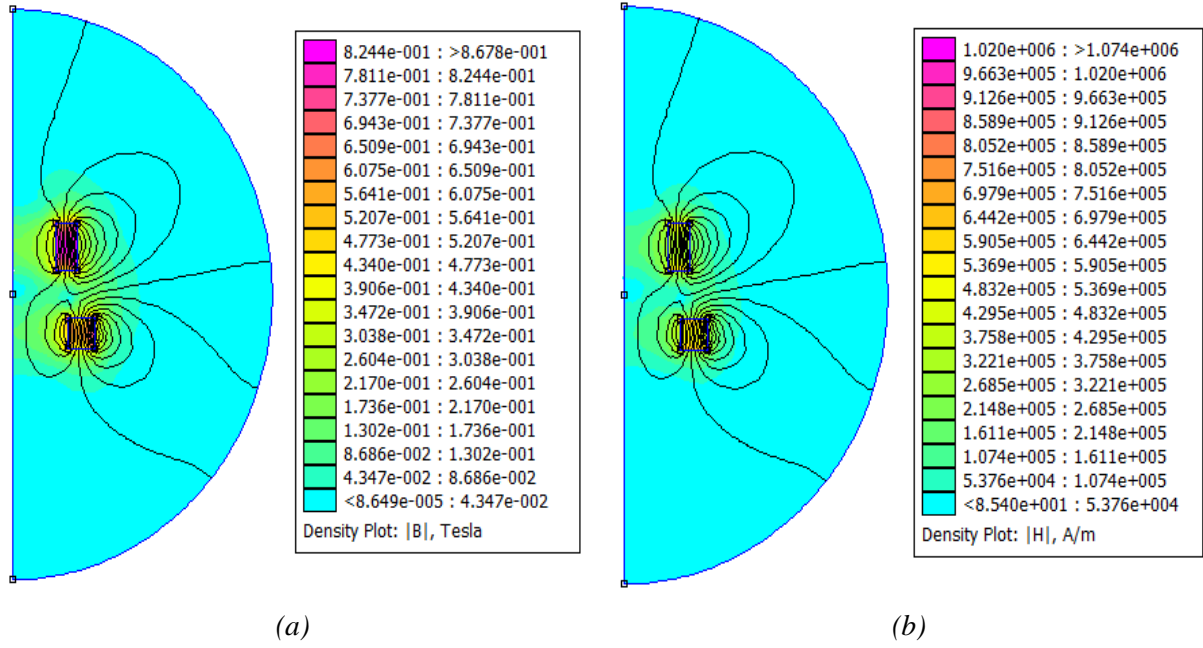 8.244e-001 : >8.678e-001
7.811e-001 : 8.244e-001
7.377e-001 : 7.811e-001
6.943e-001 : 7.377e-001
6.509e-001 : 6.943e-001
6.075e-001 : 6.509e-001
5.641e-001 : 6.075e-001
5.207e-001 : 5.641e-001
4.773e-001 : 5.207e-001
4.340e-001 : 4.773e-001
3.906e-001 : 4.340e-001
3.472e-001 : 3.906e-001
3.038e-001 : 3.472e-001
2.604e-001 : 3.038e-001
2.170e-001 : 2.604e-001
1.736e-001 : 2.170e-001
1.302e-001 : 1.736e-001
8.686e-002 : 1.302e-001
4.347e-002 : 8.686e-002
<8.649e-005 : 4.347e-002
Density Plot: |B|, Tesla
(a)
1.020e+006 : >1.074e+006
9.663e+005 : 1.020e+006
9.126e+005 : 9.663e+005
8.589e+005 : 9.126e+005
8.052e+005 : 8.589e+005
7.516e+005 : 8.052e+005
6.979e+005 : 7.516e+005
6.442e+005 : 6.979e+005
5.905e+005 : 6.442e+005
5.369e+005 : 5.905e+005
4.832e+005 : 5.369e+005
4.295e+005 : 4.832e+005
3.758e+005 : 4.295e+005
3.221e+005 : 3.758e+005
2.685e+005 : 3.221e+005
2.148e+005 : 2.685e+005
1.611e+005 : 2.148e+005
1.074e+005 : 1.611e+005
5.376e+004 : 1.074e+005
<8.540e+001 : 5.376e+004
Density Plot: |H|, A/m
(b)